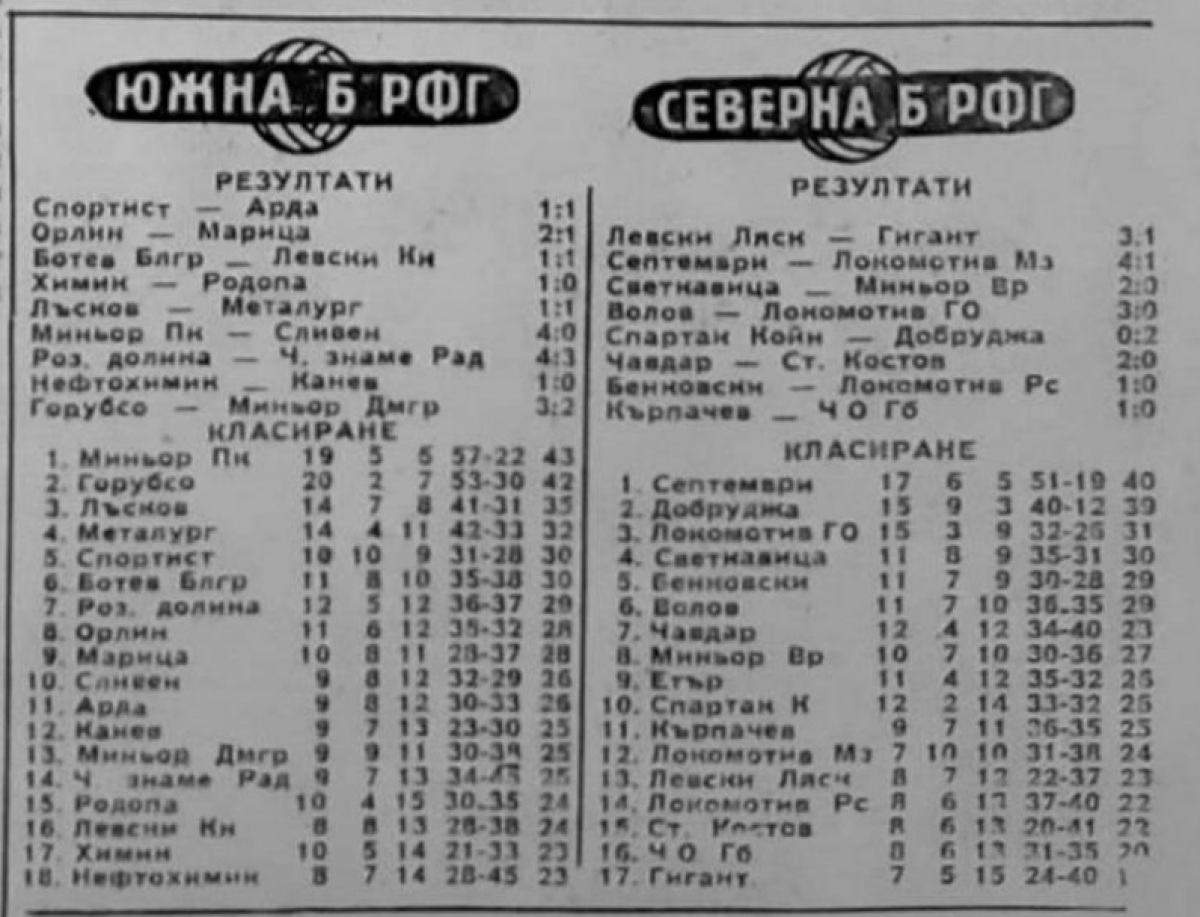 ЮЖНА Б РФГ
РЕЗУЛТАТИ
Спортист — Арда 1:1
Орлин — Марица 2:1
Ботев Блгр — Левски Кн 1:1
Химик — Родопа 1:0
Лъсков — Металург 1:1
Миньор Пк — Сливен 4:0
Роз. долина — Ч. знаме Рад 4:3
Нефтохимик — Канев 1:0
Горубсо — Миньор Дмгр 3:2
КЛАСИРАНЕ
1. Миньор Пк 19 5 5 57-22 43
2. Горубсо 20 2 7 53-30 42
3. Лъсков 14 7 8 41-31 35
4. Металург 14 4 11 42-33 32
5. Спортист 10 10 9 31-28 30
6. Ботев Блгр 11 8 10 35-38 30
7. Роз. долина 12 5 12 36-37 29
8. Орлин 11 6 12 35-32 28
9. Марица 10 8 11 28-37 28
10. Сливен 9 8 12 32-29 26
11. Арда 9 8 12 30-33 26
12. Канев 9 7 13 23-30 25
13. Миньор Дмгр 9 9 11 30-38 25
14. Ч. знаме Рад 9 7 13 25
15. Родопа 10 4 15 30-35 24
16. Левски Кн 8 8 13 28-38 24
17. Химик 10 5 14 21-33 23
18. Нефтохимик 8 7 14 28-45 23
СЕВЕРНА Б РФГ
РЕЗУЛТАТИ
Левски Ляск — Гигант 3:1
Септември — Локомотив Мз 4:1
Светкавица — Миньор Вр 2:0
Волов — Локомотив ГО 3:0
Спартак Койн — Добруджа 0:2
Чавдар — Ст. Костов 2:0
Бенковски — Локомотив Рс 1:0
Кърпачев — Ч О Гб 1:0
КЛАСИРАНЕ
1. Септември 17 6 5 51-19 40
2. Добруджа 15 9 3 40-12 39
3. Локомотив ГО 15 3 9 32-26 31
4. Светкавица 11 8 9 35-31 30
5. Бенковски 11 7 9 30-28 29
6. Волов 11 7 10 36-35 29
7. Чавдар 12 4 12 34-40 23
8. Миньор Вр 10 7 10 30-36 27
9. Етър 11 4 12 35-32 26
10. Спартак К 12 2 14 33-32 26
11. Кърпачев 9 7 11 26-35 25
12. Локомотив Мз 7 10 10 31-38 24
13. Левски Ляск 8 7 12 22-37 23
14. Локомотив Рс 8 6 13 37-40 22
15. Ст. Костов 8 6 13 20-41 22
16. Ч О Гб 8 6 13 20
17. Гигант 7 5 15 24-40